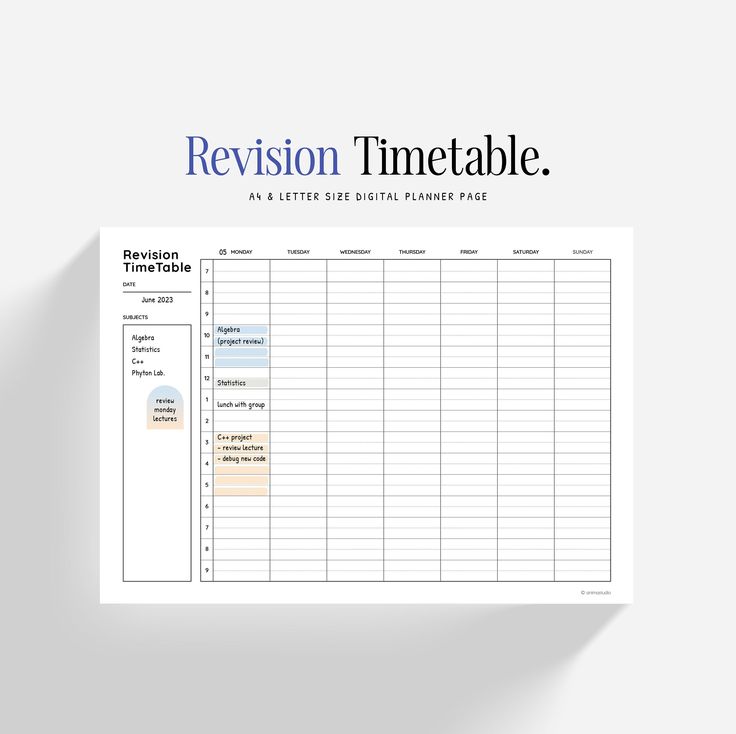 Revision Timetable.
A4 & LETTER SIZE DIGITAL PLANNER PAGE
Revision
TimeTable
DATE
June 2023
SUBJECTS
Algebra
Statistics
C++
Phyton Lab.
review
monday
lectures
05 MONDAY TUESDAY WEDNESDAY THURSDAY FRIDAY SATURDAY SUNDAY
7
8
9
10 Algebra
(project review)
11
12 Statistics
1 lunch with group
2
3 C++ project
- review lecture
4 - debug new code
5
6
7
8
9
© animastudio